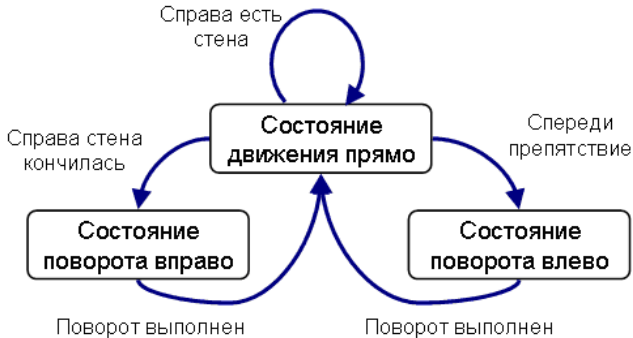 Справа есть
стена
Состояние
движения прямо
Справа стена
кончилась
Спереди
препятствие
Состояние
поворота вправо
Состояние
поворота влево
Поворот выполнен
Поворот выполнен